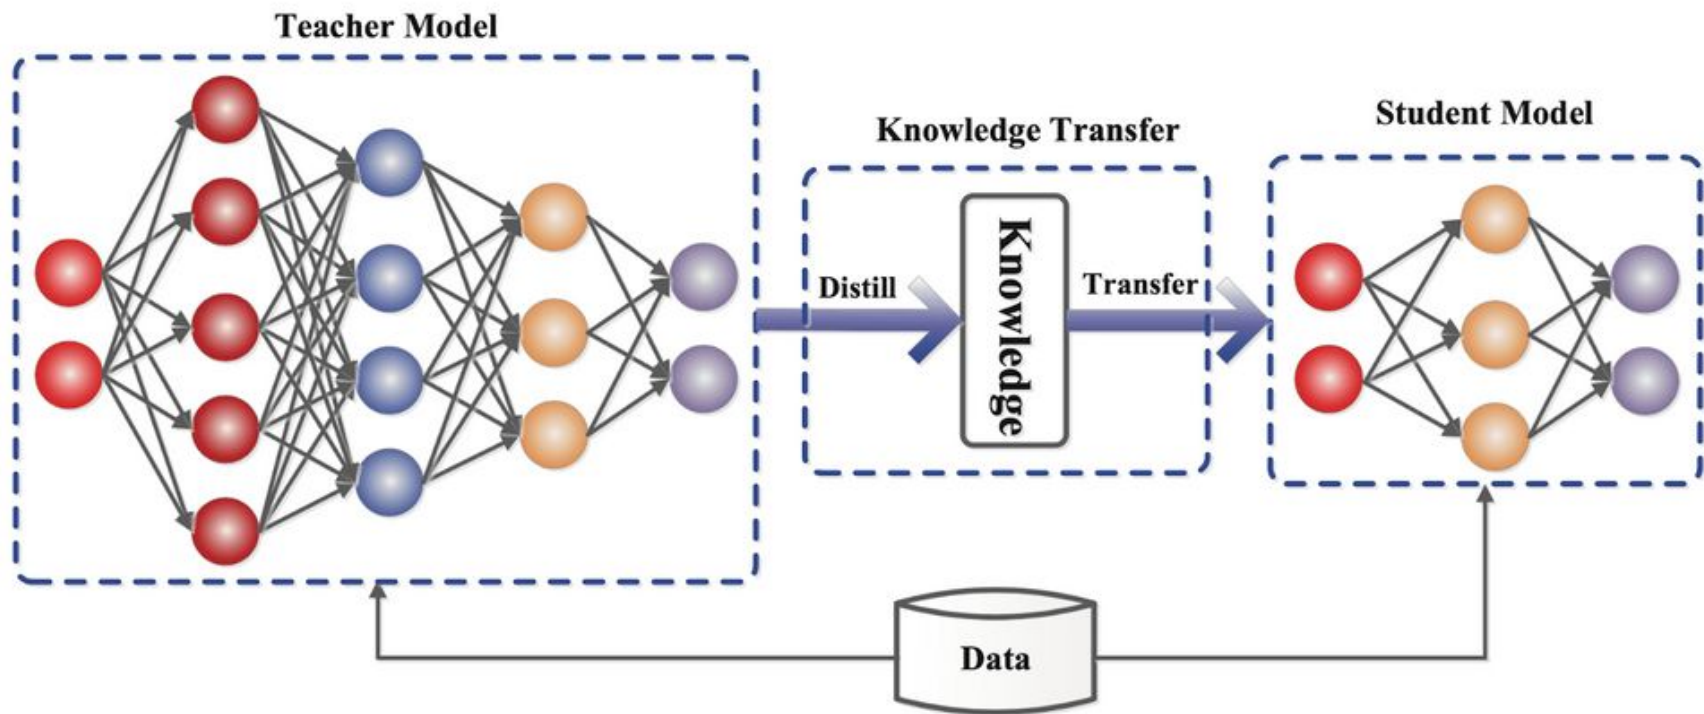 Teacher Model
Knowledge Transfer
Student Model
Distill
Knowledge
Transfer
Data